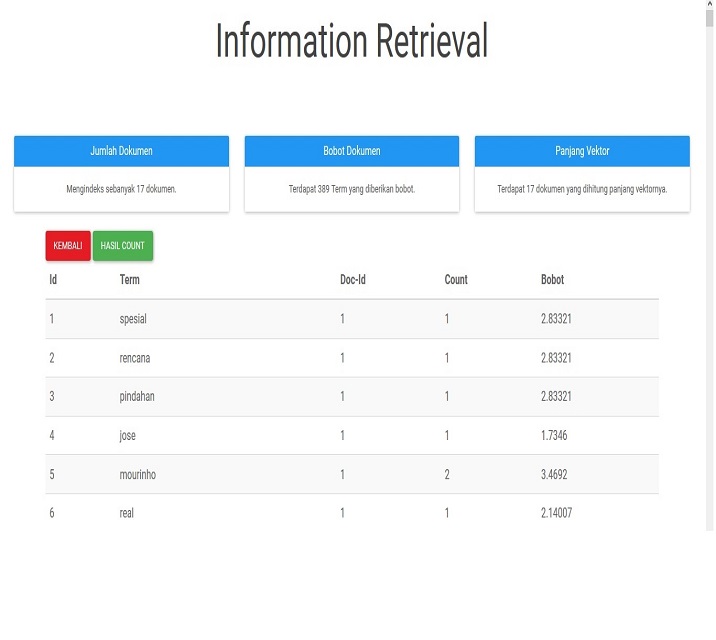 Information Retrieval
Jumlah Dokumen
Mengindeks sebanyak 17 dokumen.
Bobot Dokumen
Terdapat 389 Term yang diberikan bobot.
Panjang Vektor
Terdapat 17 dokumen yang dihitung panjang vektornya.
KEMBALI HASIL COUNT
Id Term Doc-Id Count Bobot
1 spesial 1 1 2.83321
2 rencana 1 1 2.83321
3 pindahan 1 1 2.83321
4 jose 1 1 1.7346
5 mourinho 1 2 3.4692
6 real 1 1 2.14007